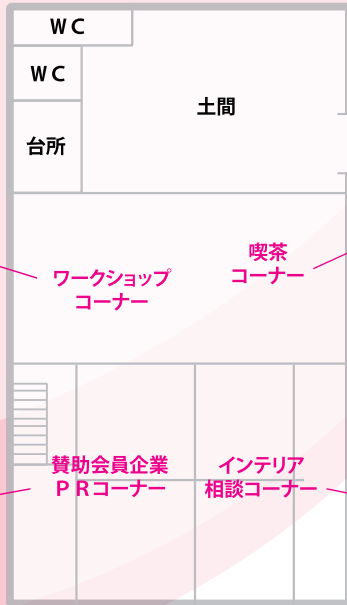 WC
WC
土間
台所
喫茶
コーナー
ワークショップ
コーナー
賛助会員企業
PRコーナー
インテリア
相談コーナー